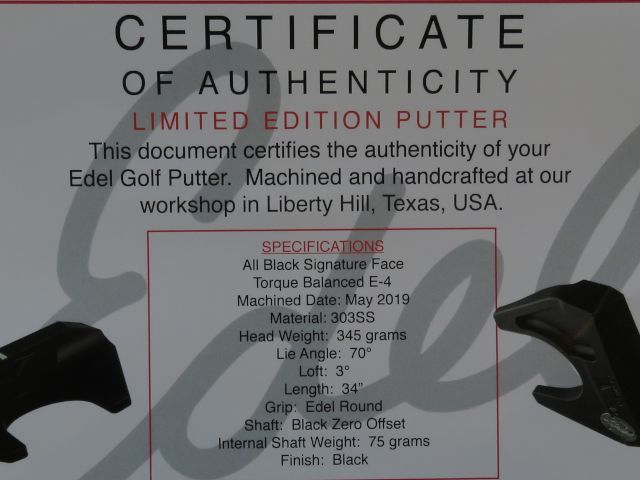 CERTIFICATE
OF AUTHENTICITY
LIMITED EDITION PUTTER
This document certifies the authenticity of your
Edel Golf Putter. Machined and handcrafted at our
workshop in Liberty Hill, Texas, USA.
SPECIFICATIONS
All Black Signature Face
Torque Balanced E-4
Machined Date: May 2019
Material: 303SS
Head Weight: 345 grams
Lie Angle: 70°
Loft: 3°
Length: 34"
Grip: Edel Round
Shaft: Black Zero Offset
Internal Shaft Weight: 75 grams
Finish: Black
Edel